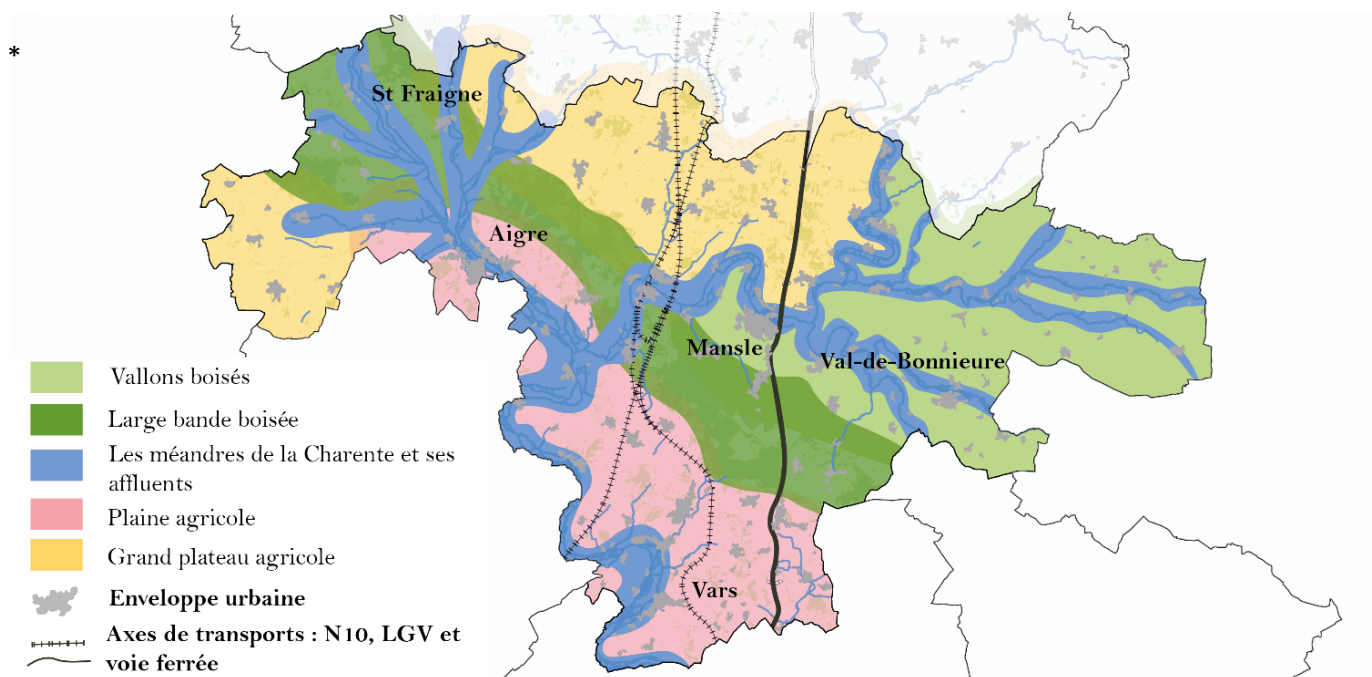 *
St Fraigne
Aigre
Mansle
Val-de-Bonnieure
Vars
Vallons boisés
Large bande boisée
Les méandres de la Charente et ses
affluents
Plaine agricole
Grand plateau agricole
Enveloppe urbaine
Axes de transports : N10, LGV et
voie ferrée